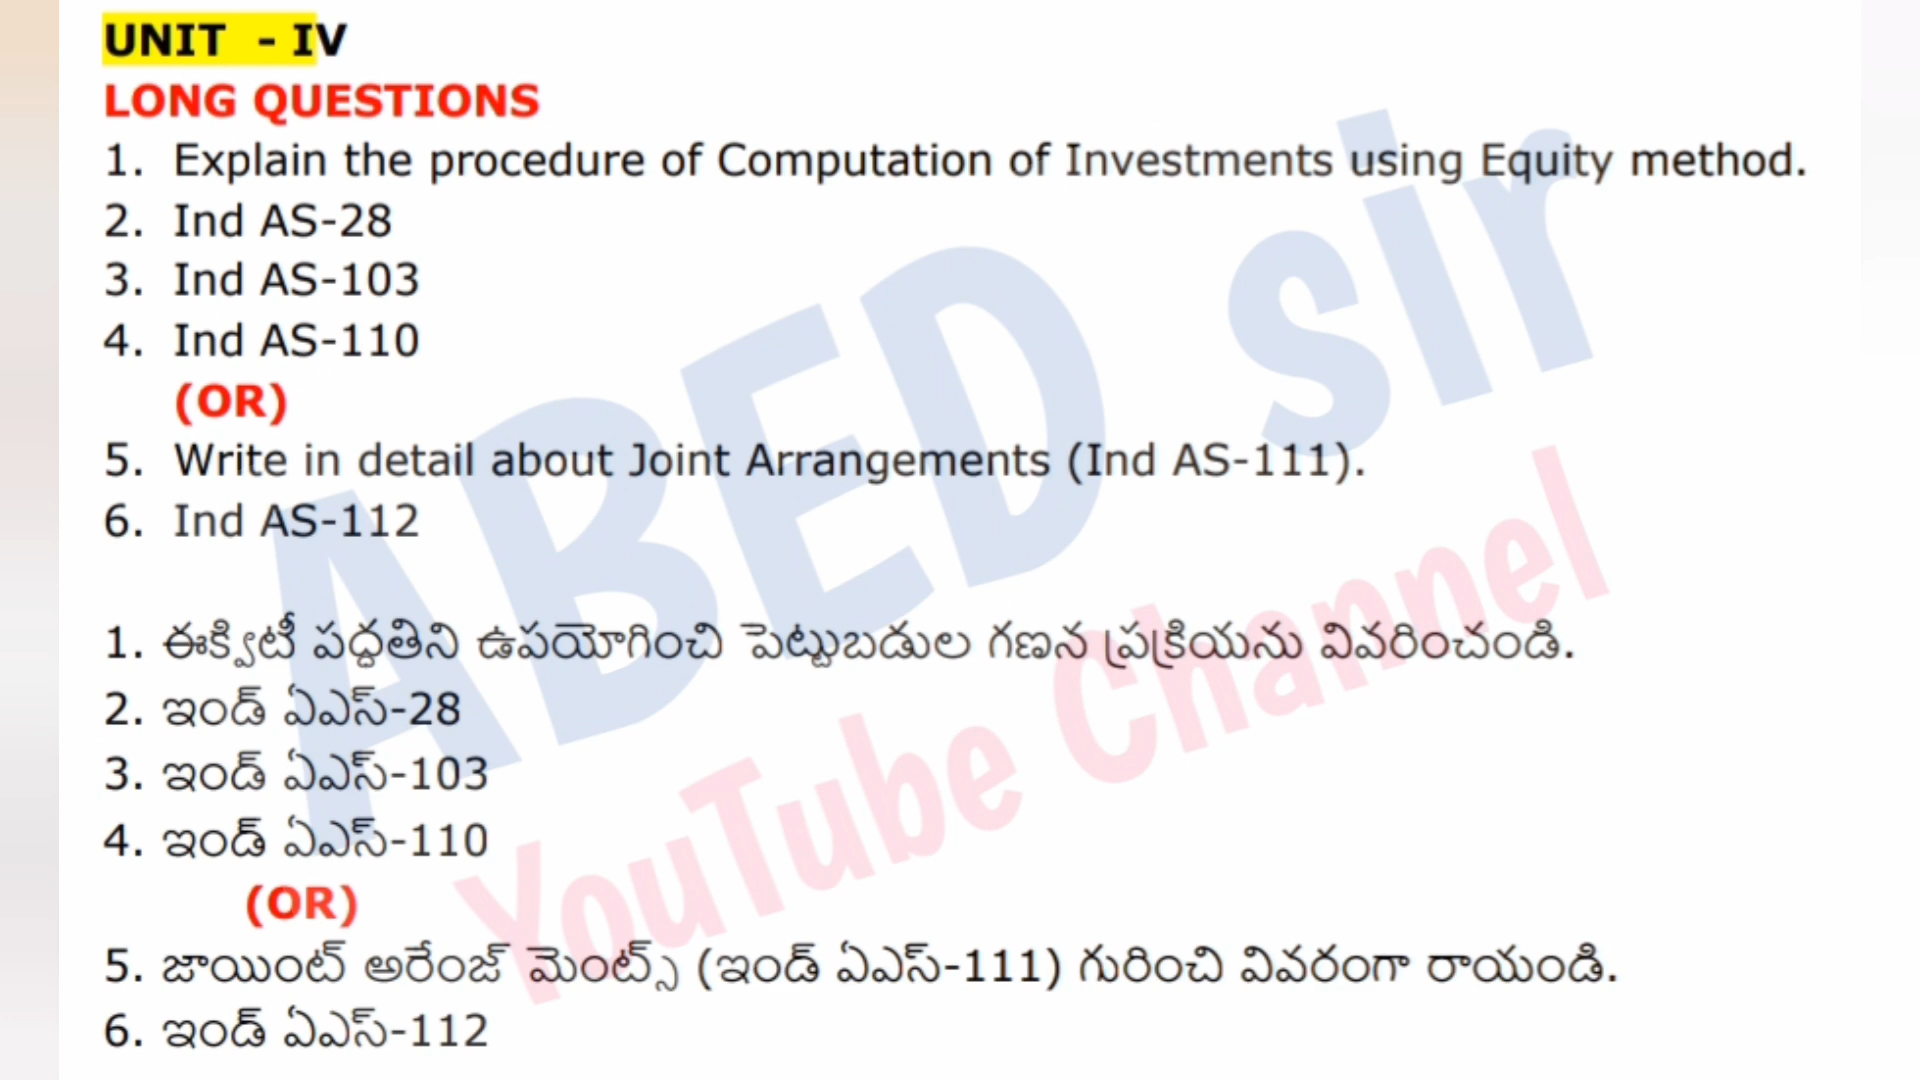 UNIT - IV
LONG QUESTIONS
1. Explain the procedure of Computation of Investments using Equity method.
2. Ind AS-28
3. Ind AS-103
4. Ind AS-110
(OR)
5. Write in detail about Joint Arrangements (Ind AS-111).
6. Ind AS-112
1. ఈక్విటీ పద్ధతిని ఉపయోగించి పెట్టుబడుల గణన ప్రక్రియను వివరించండి.
2. ఇండ్ ఏఎస్-28
3. ఇండ్ ఏఎస్-103
4. ఇండ్ ఏఎస్-110
(OR)
5. జాయింట్ అరేంజ్ మెంట్స్ (ఇండ్ ఏఎస్-111) గురించి వివరంగా రాయండి.
6. ఇండ్ ఏఎస్-112
ABED sir
YouTube Channel